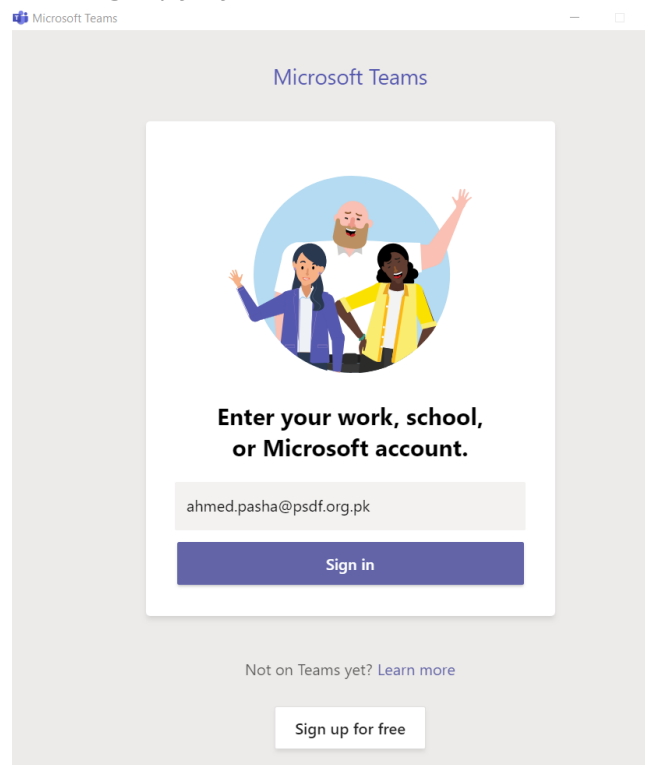 Microsoft Teams
Microsoft Teams
Enter your work, school,
or Microsoft account.
ahmed.pasha@psdf.org.pk
Sign in
Not on Teams yet? Learn more
Sign up for free